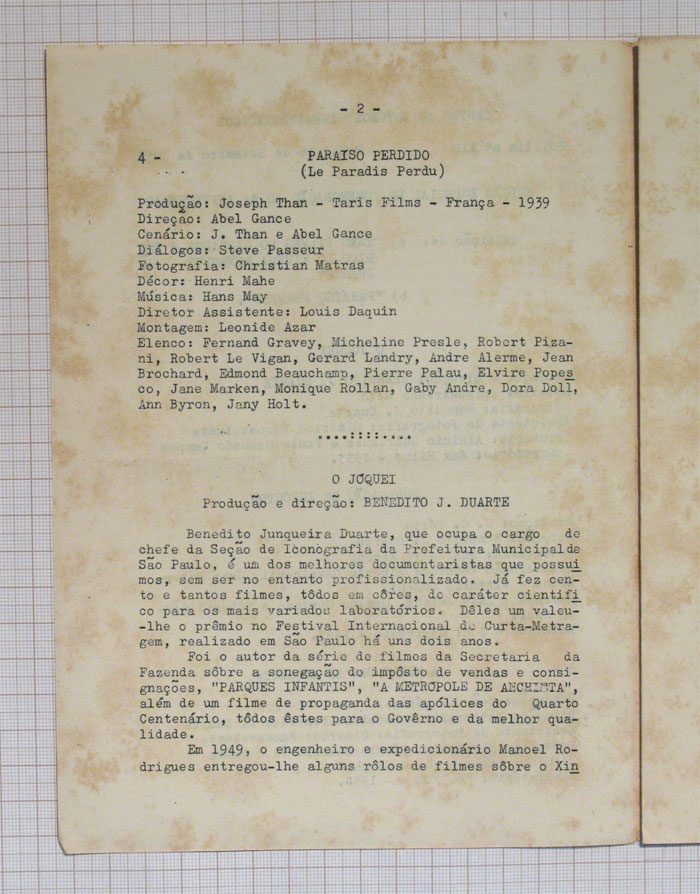 - 2 -
4 - PARAÍSO PERDIDO
(Le Paradis Perdu)
Produção: Joseph Than - Taris Films - França - 1939
Direção: Abel Gance
Cenário: J. Than e Abel Gance
Diálogos: Steve Passeur
Fotografia: Christian Matras
Décor: Henri Mahe
Música: Hans May
Diretor Assistente: Louis Daquin
Montagem: Leonide Azar
Elenco: Fernand Gravey, Micheline Presle, Robert Piza-
ni, Robert Le Vigan, Gerard Landry, Andre Alerme, Jean
Brochard, Edmond Beauchamp, Pierre Palau, Elvire Popes
co, Jane Marken, Monique Rollan, Gaby Andre, Dora Doll,
Ann Byron, Jany Holt.
....::::....
O JÓQUEI
Produção e direção: BENEDITO J. DUARTE
Benedito Junqueira Duarte, que ocupa o cargo de
chefe da Seção de Iconografia da Prefeitura Municipal de
São Paulo, é um dos melhores documentaristas que possui
mos, sem ser no entanto profissionalizado. Já fez cen-
to e tantos filmes, tôdos em côres, de caráter científi
co para os mais variados laboratórios. Dêles um valeu-
-lhe o prêmio no Festival Internacional de Curta-Metra-
gem, realizado em São Paulo há uns dois anos.
Foi o autor da série de filmes da Secretaria da
Fazenda sôbre a sonegação do impôsto de vendas e consi-
gnações, "PARQUES INFANTIS", "A METRÓPOLE DE ANCHIETA",
além de um filme de propaganda das apólices do Quarto
Centenário, tôdos êstes para o Govêrno e da melhor qua-
lidade.
Em 1949, o engenheiro e expedicionário Manoel Ro-
drigues entregou-lhe alguns rôlos de filmes sôbre o Xin